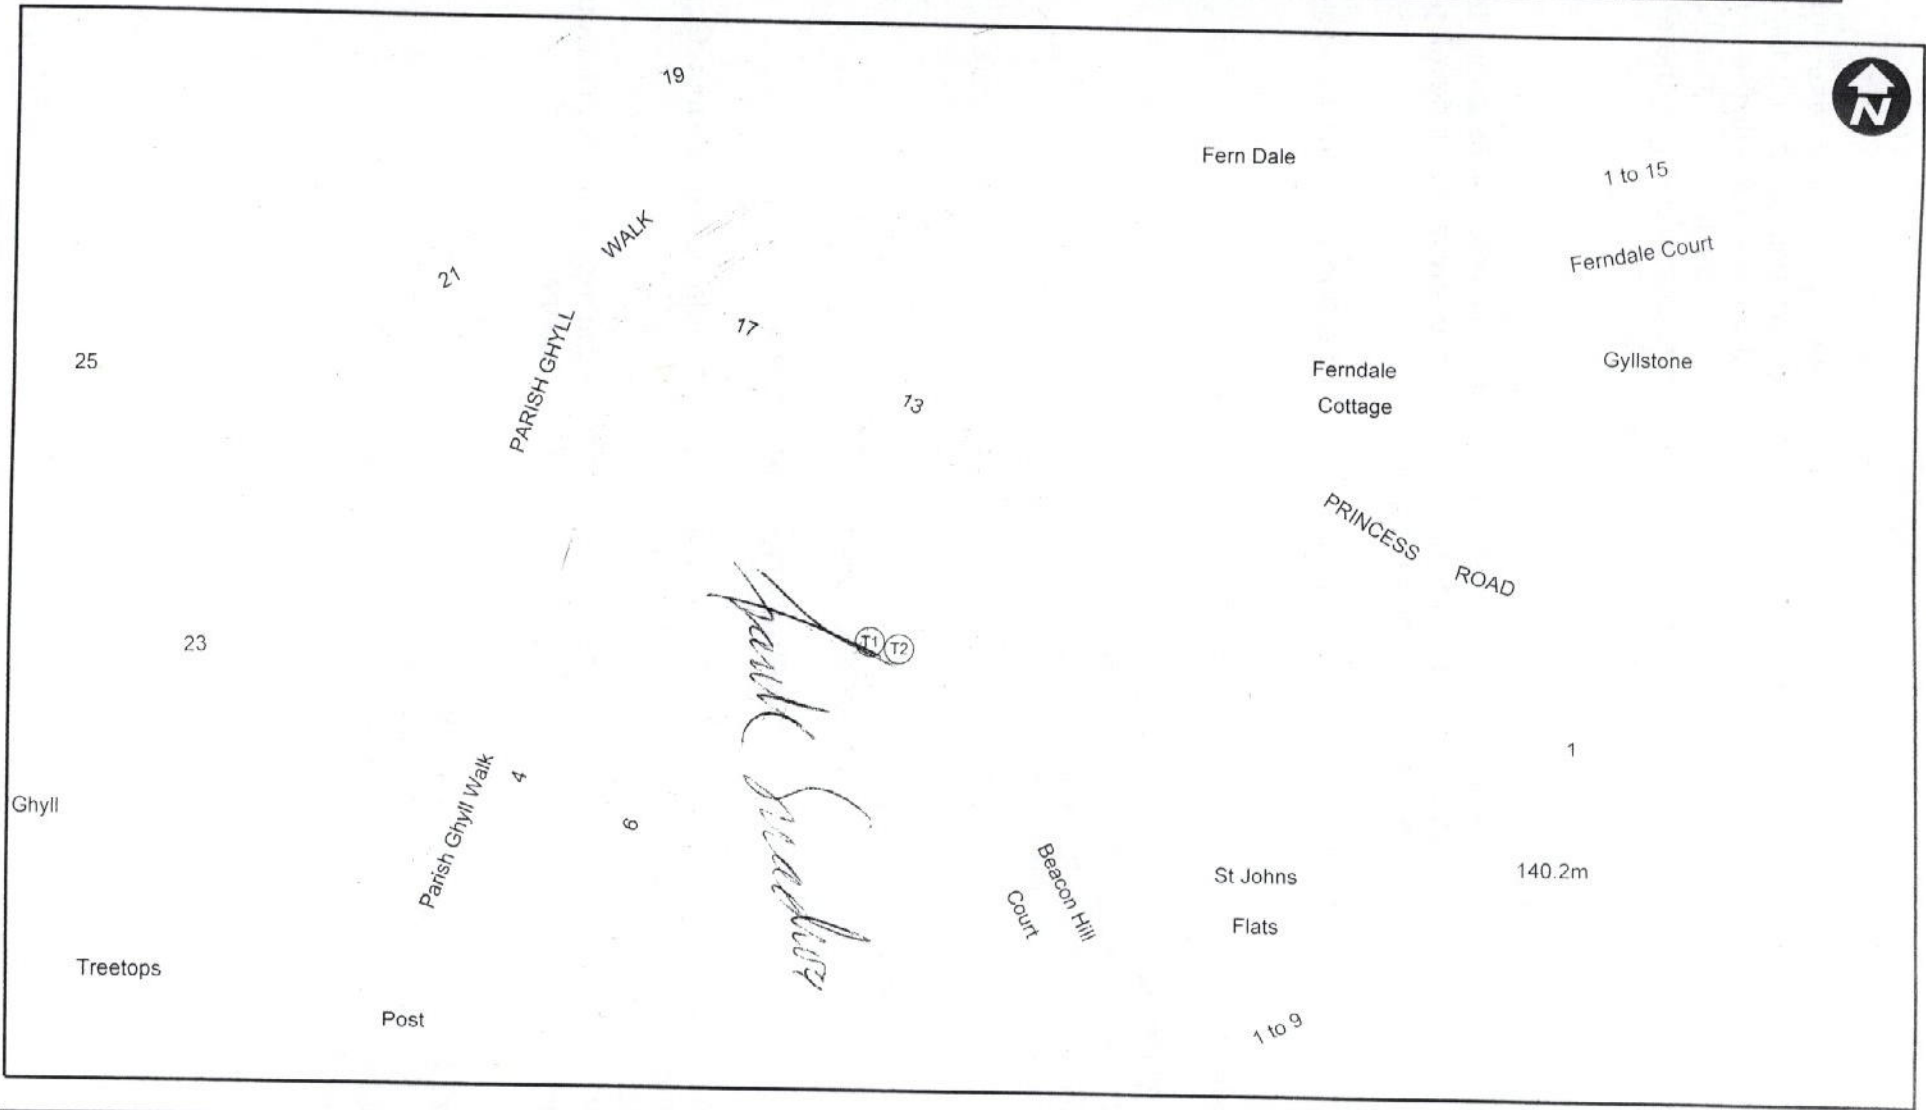 19
N
Fern Dale
1 to 15
WALK
Ferndale Court
21
17
PARISH GHYLL
25
Gyllstone
Ferndale
Cottage
13
PRINCESS ROAD
23
T1 T2
1
4
Parish Ghyll Walk
Ghyll
6
Beacon Hill
Court
St Johns
Flats
140.2m
Treetops
Post
1 to 9